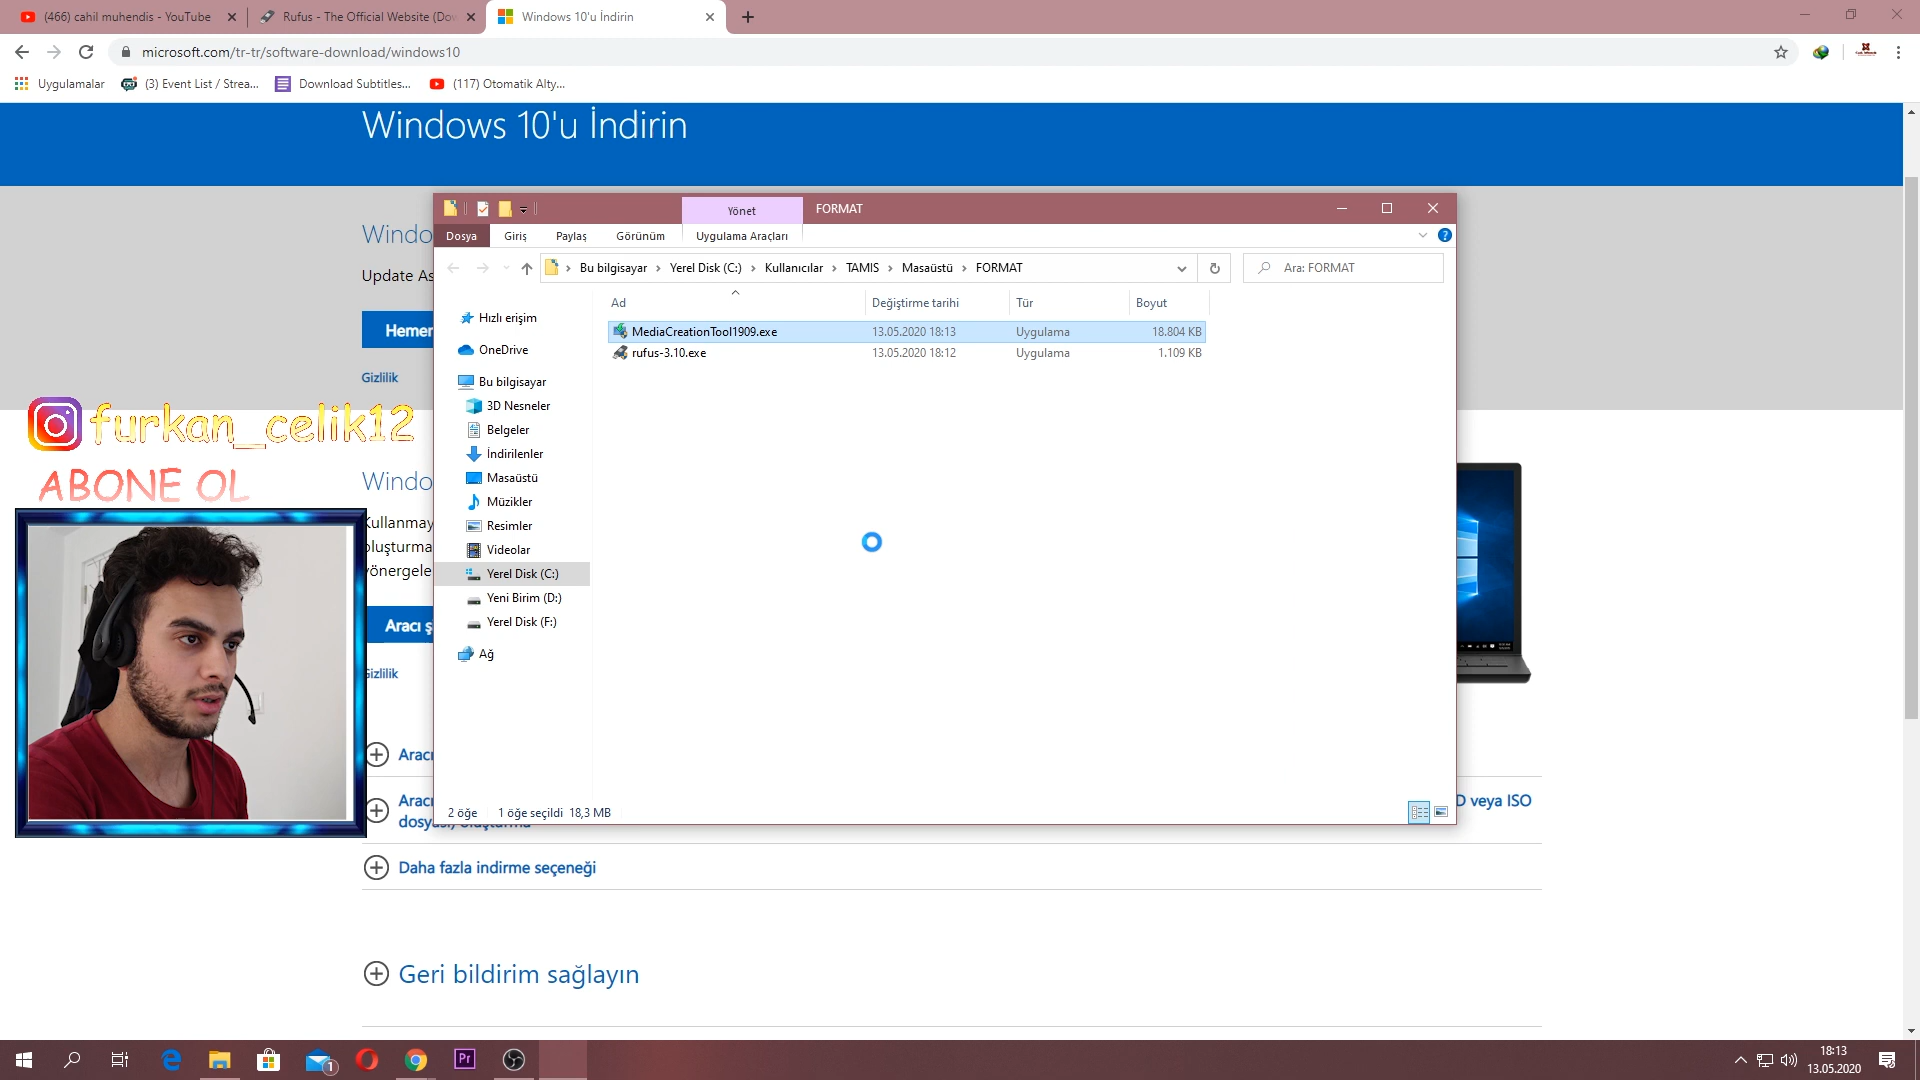 (466) cahil muhendis - YouTube
Rufus - The Official Website (Dow
Windows 10'u İndirin
microsoft.com/tr-tr/software-download/windows10
Uygulamalar
(3) Event List / Strea...
Download Subtitles...
(117) Otomatik Alty...
Windows 10'u İndirin
Windo
Update As
Hemen
Gizlilik
furkan_celik12
ABONE OL
Windo
Kullanmay
oluşturma
yönergele
Aracı ş
Gizlilik
Aracı
Aracı
D veya ISO
dosyası) oluşturma
Daha fazla indirme seçeneği
Geri bildirim sağlayın
Yönet
FORMAT
Dosya
Giriş
Paylaş
Görünüm
Uygulama Araçları
Bu bilgisayar
Yerel Disk (C:)
Kullanıcılar
TAMIS
Masaüstü
FORMAT
Ara: FORMAT
Ad
Değiştirme tarihi
Tür
Boyut
MediaCreationTool1909.exe
13.05.2020 18:13
Uygulama
18.804 KB
rufus-3.10.exe
13.05.2020 18:12
Uygulama
1.109 KB
Hızlı erişim
OneDrive
Bu bilgisayar
3D Nesneler
Belgeler
İndirilenler
Masaüstü
Müzikler
Resimler
Videolar
Yerel Disk (C:)
Yeni Birim (D:)
Yerel Disk (F:)
Ağ
2 öğe
1 öğe seçildi 18,3 MB
1
Pr
18:13
13.05.2020